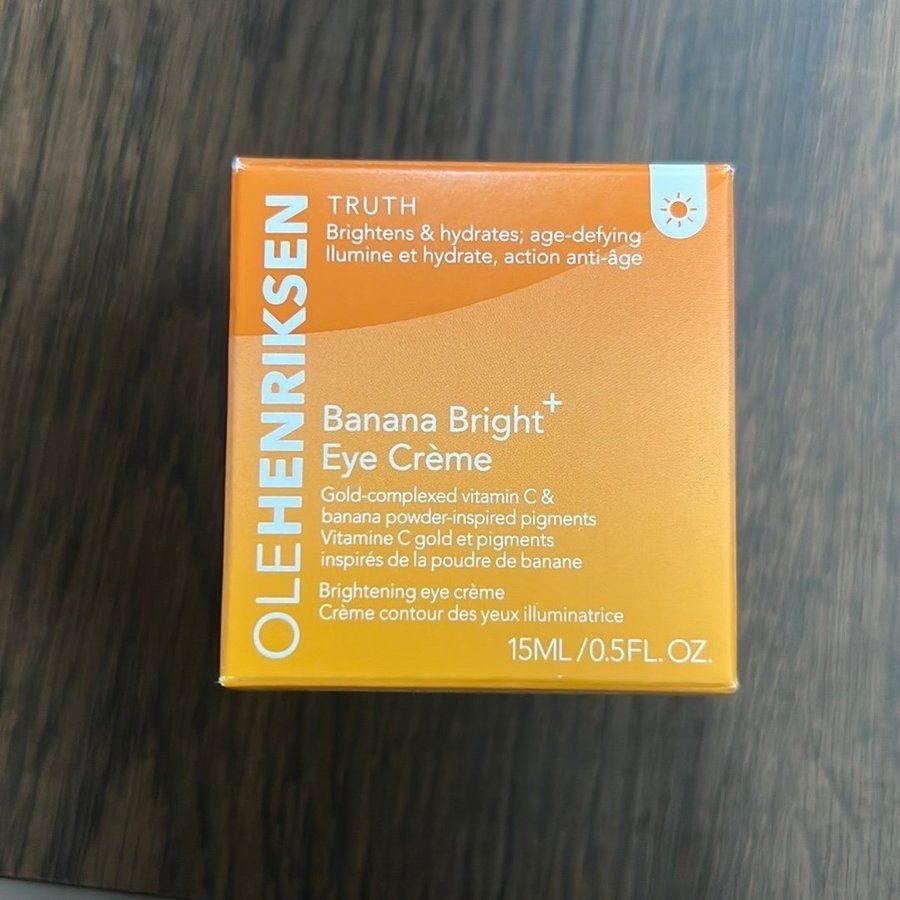 OLEHENRIKSEN
TRUTH
Brightens & hydrates; age-defying
Illumine et hydrate, action anti-âge
Banana Bright+
Eye Crème
Gold-complexed vitamin C &
banana powder-inspired pigments
Vitamine C gold et pigments
inspirés de la poudre de banane
Brightening eye crème
Crème contour des yeux illuminatrice
15ML/0.5FL. OZ.